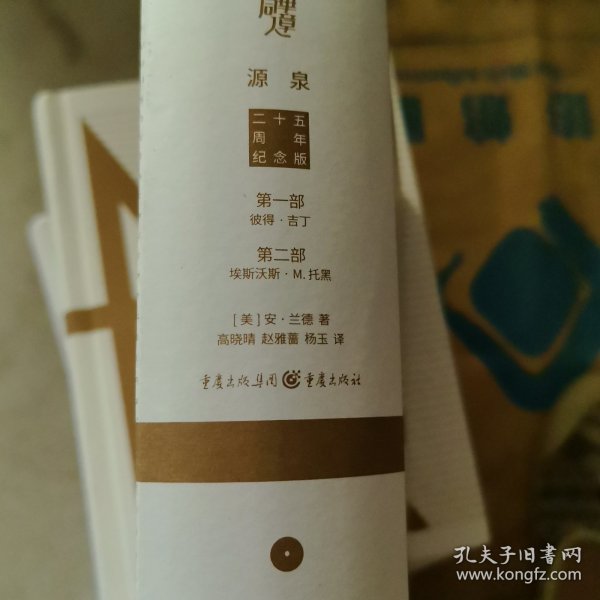 源泉
二十五
周年
纪念版
第一部
彼得·吉丁
第二部
埃斯沃斯·M.托黑
[美]安·兰德 著
高晓晴 赵雅蔷 杨玉 译
重庆出版集团 重庆出版社
孔夫子旧书网
www.kongfz.com